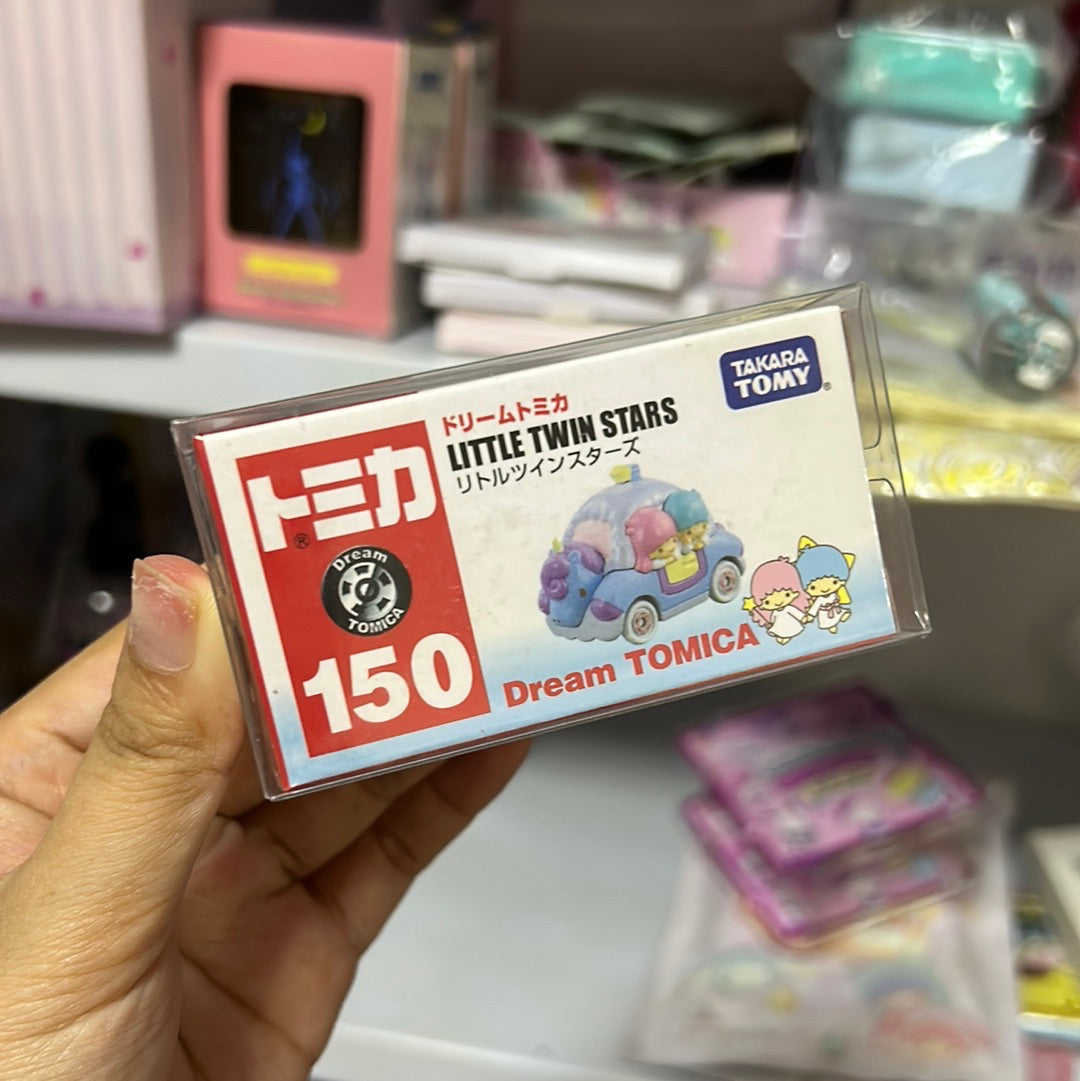 トミカ
®
Dream
TOMICA
150
ドリームトミカ
LITTLE TWIN STARS
リトルツインスターズ
Dream TOMICA
TAKARA
TOMY®